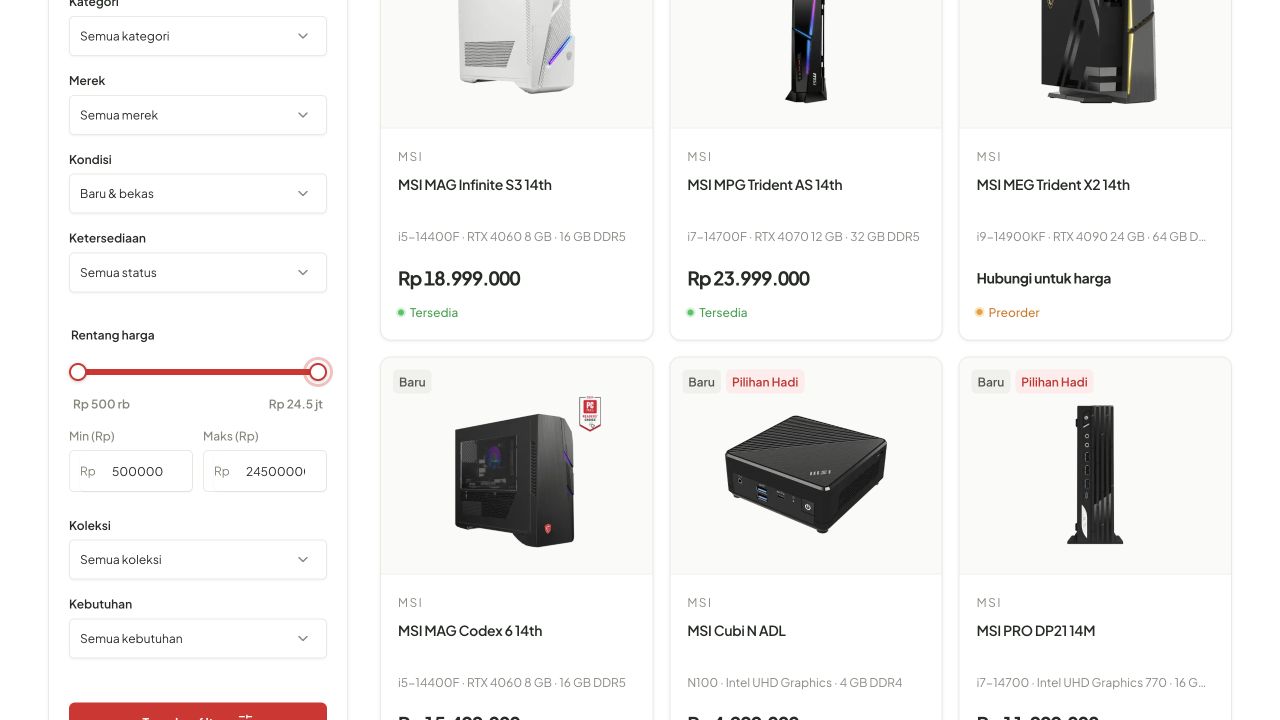 Kategori
Semua kategori
Merek
Semua merek
Kondisi
Baru & bekas
Ketersediaan
Semua status
Rentang harga
Rp 500 rb
Rp 24.5 jt
Min (Rp)
Maks (Rp)
Rp 500000
Rp 2450000
Koleksi
Semua koleksi
Kebutuhan
Semua kebutuhan
MSI
MSI MAG Infinite S3 14th
i5-14400F · RTX 4060 8 GB · 16 GB DDR5
Rp 18.999.000
Tersedia
MSI
MSI MPG Trident AS 14th
i7-14700F · RTX 4070 12 GB · 32 GB DDR5
Rp 23.999.000
Tersedia
MSI
MSI MEG Trident X2 14th
i9-14900KF · RTX 4090 24 GB · 64 GB D...
Hubungi untuk harga
Preorder
Baru
MSI
MSI MAG Codex 6 14th
i5-14400F · RTX 4060 8 GB · 16 GB DDR5
Baru
Pilihan Hadi
MSI
MSI
MSI Cubi N ADL
N100 · Intel UHD Graphics · 4 GB DDR4
Baru
Pilihan Hadi
MSI
MSI PRO DP21 14M
i7-14700 · Intel UHD Graphics 770 · 16 G...